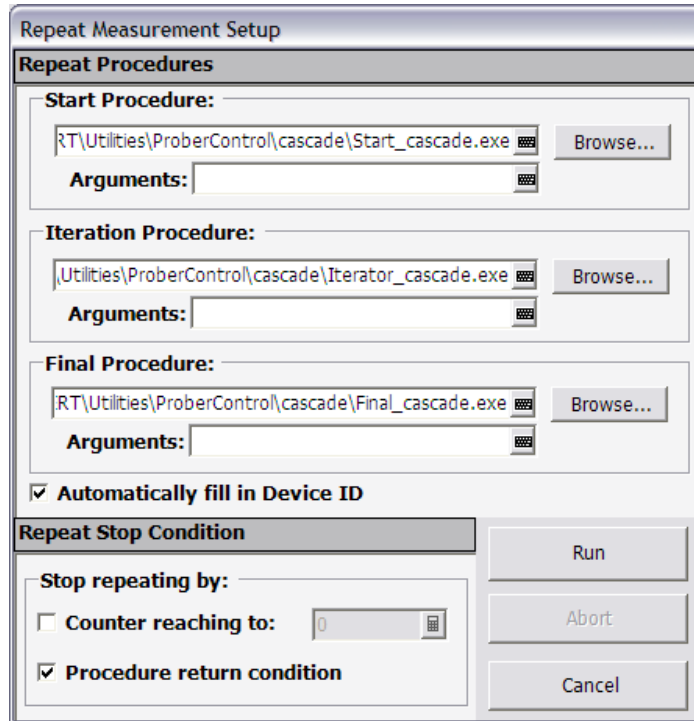 Repeat Measurement Setup
Repeat Procedures
Start Procedure:
RT\Utilities\ProberControl\cascade\Start_cascade.exe
Browse...
Arguments:
Iteration Procedure:
\Utilities\ProberControl\cascade\Iterator_cascade.exe
Browse...
Arguments:
Final Procedure:
ERT\Utilities\ProberControl\cascade\Final_cascade.exe
Browse...
Arguments:
Automatically fill in Device ID
Repeat Stop Condition
Run
Stop repeating by:
Counter reaching to: 0
Abort
Procedure return condition
Cancel